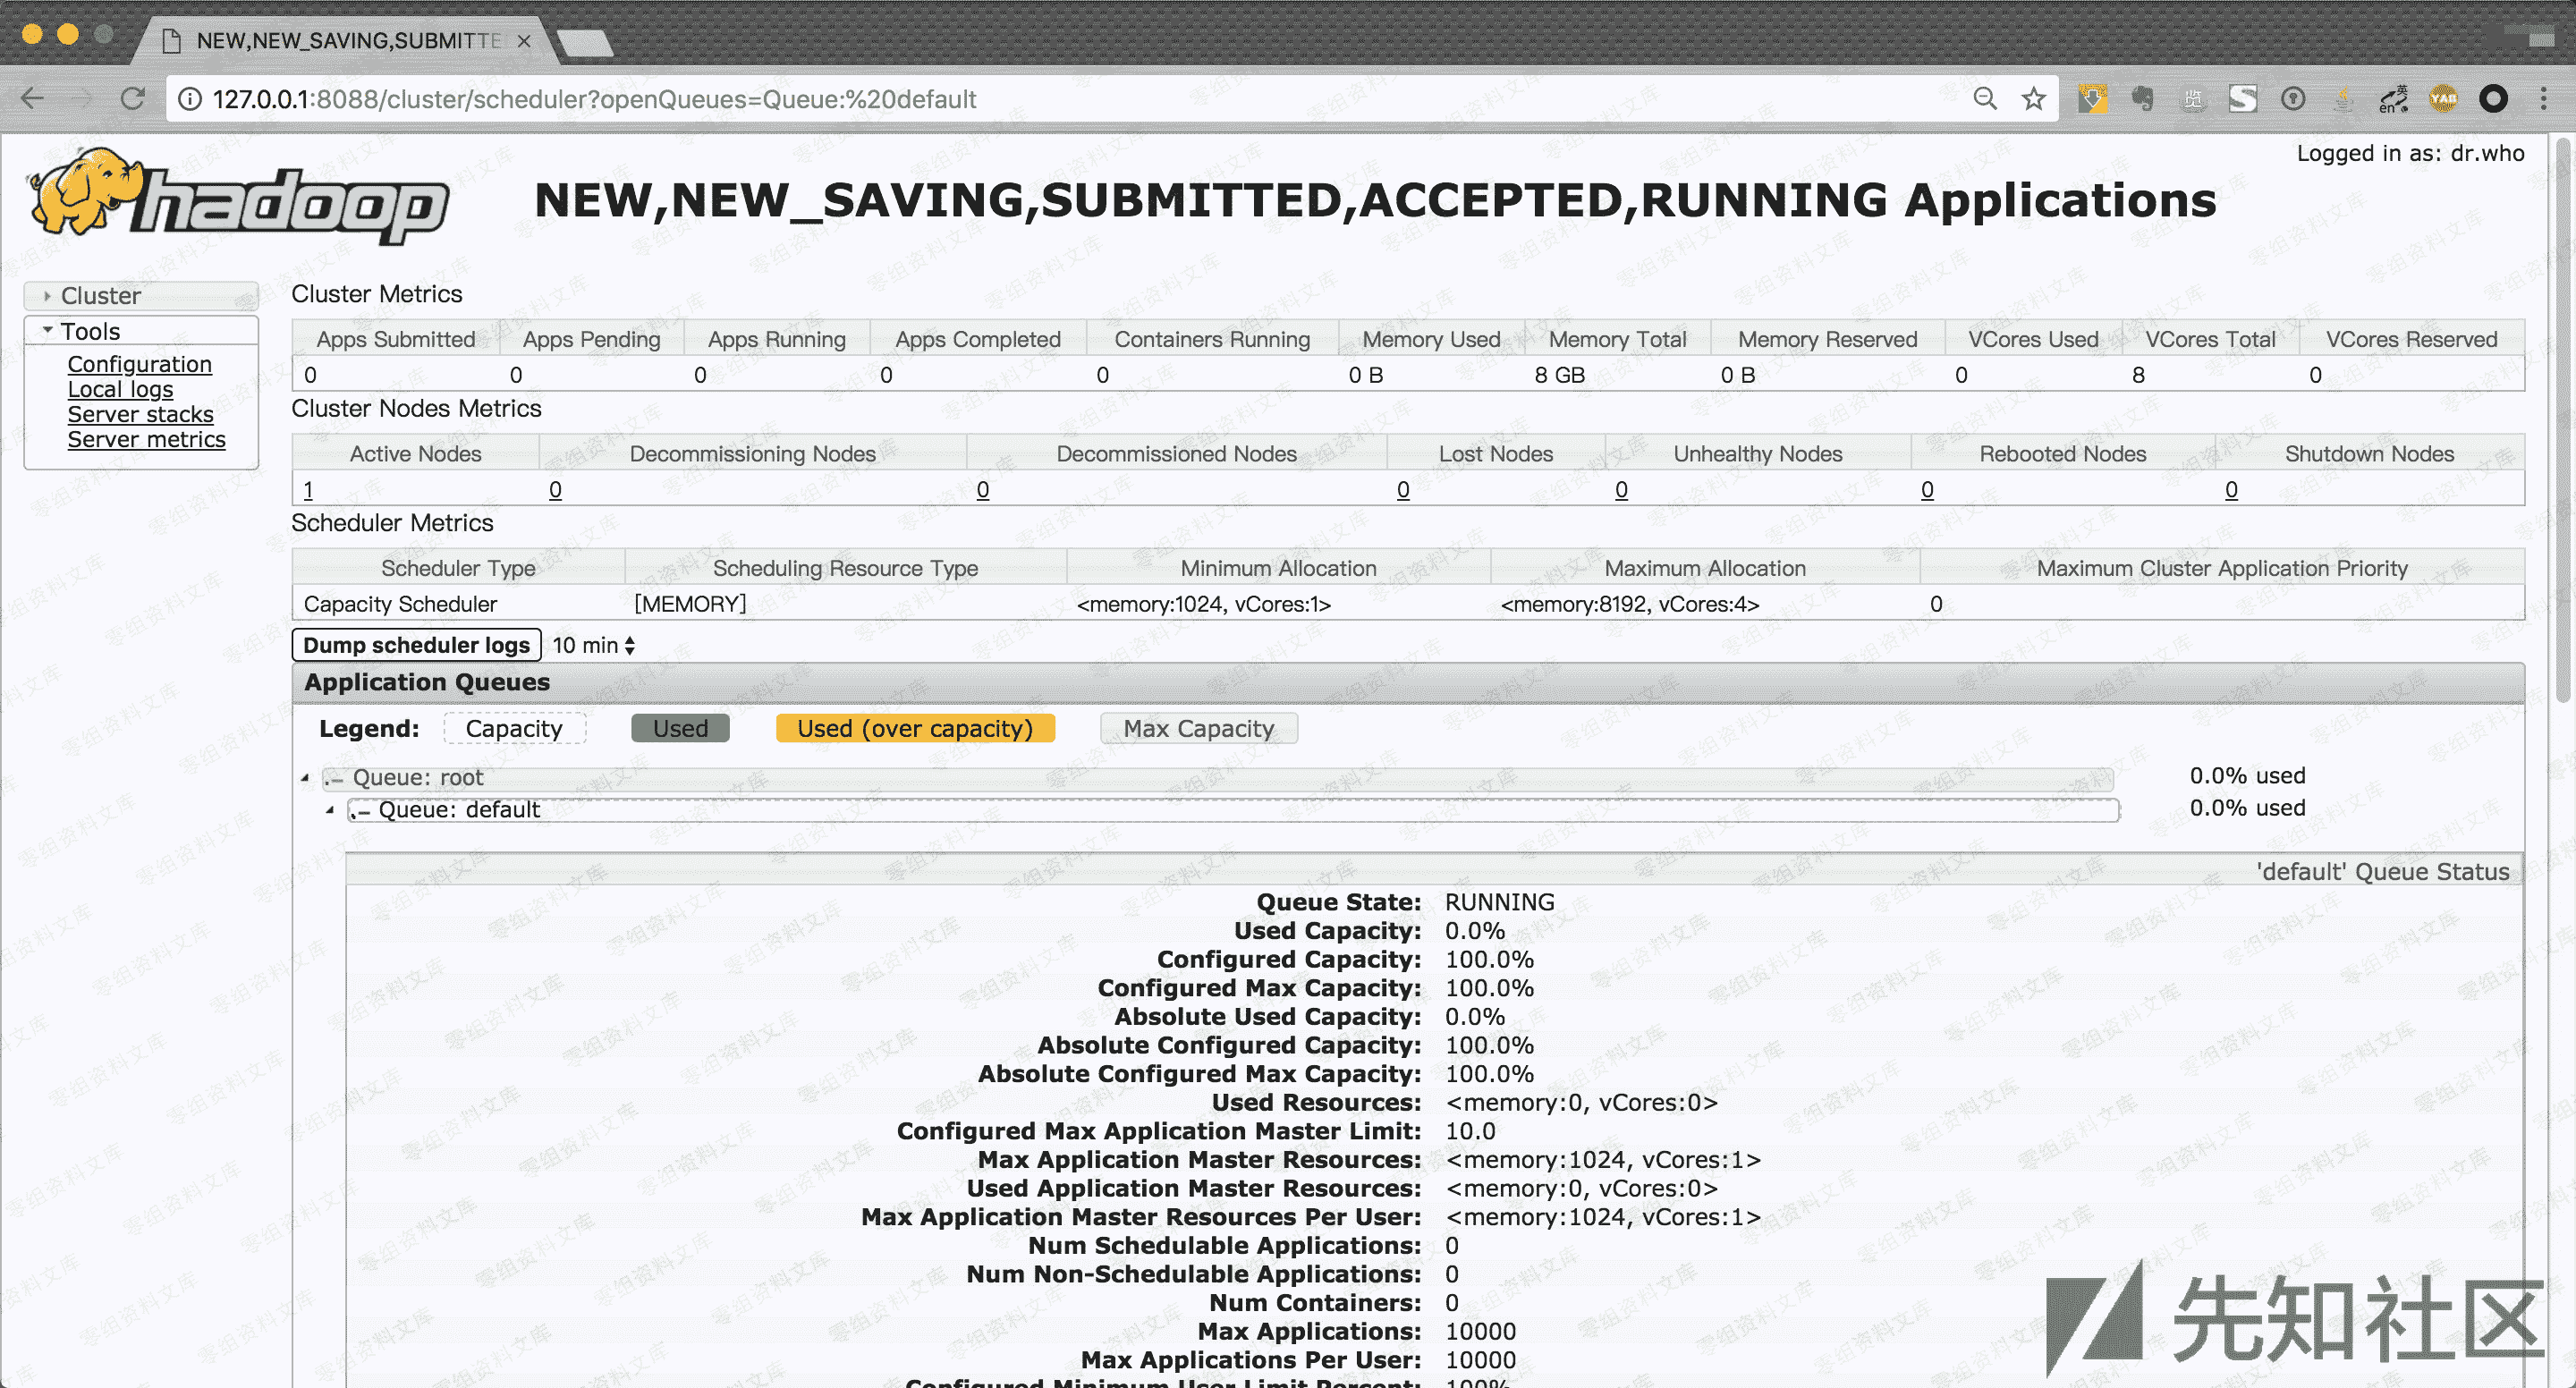 NEW,NEW_SAVING,SUBMITTE
127.0.0.1:8088/cluster/scheduler?openQueues=Queue:%20default
Logged in as: dr.who
hadoop
NEW,NEW_SAVING,SUBMITTED,ACCEPTED,RUNNING Applications
Cluster
Tools
Configuration
Local logs
Server stacks
Server metrics
Cluster Metrics
Apps Submitted Apps Pending Apps Running Apps Completed Containers Running Memory Used Memory Total Memory Reserved VCores Used VCores Total VCores Reserved
0 0 0 0 0 0 B 8 GB 0 B 0 8 0
Cluster Nodes Metrics
Active Nodes Decommissioning Nodes Decommissioned Nodes Lost Nodes Unhealthy Nodes Rebooted Nodes Shutdown Nodes
1 0 0 0 0 0 0
Scheduler Metrics
Scheduler Type Scheduling Resource Type Minimum Allocation Maximum Allocation Maximum Cluster Application Priority
Capacity Scheduler [MEMORY] <memory:1024, vCores:1> <memory:8192, vCores:4> 0
Dump scheduler logs 10 min
Application Queues
Legend: Capacity Used Used (over capacity) Max Capacity
Queue: root 0.0% used
Queue: default 0.0% used
'default' Queue Status
Queue State: RUNNING
Used Capacity: 0.0%
Configured Capacity: 100.0%
Configured Max Capacity: 100.0%
Absolute Used Capacity: 0.0%
Absolute Configured Capacity: 100.0%
Absolute Configured Max Capacity: 100.0%
Used Resources: <memory:0, vCores:0>
Configured Max Application Master Limit: 10.0
Max Application Master Resources: <memory:1024, vCores:1>
Used Application Master Resources: <memory:0, vCores:0>
Max Application Master Resources Per User: <memory:1024, vCores:1>
Num Schedulable Applications: 0
Num Non-Schedulable Applications: 0
Num Containers: 0
Max Applications: 10000
Max Applications Per User: 10000
Configured Minimum User Limit Percent: 100%
先知社区
零组资料文库